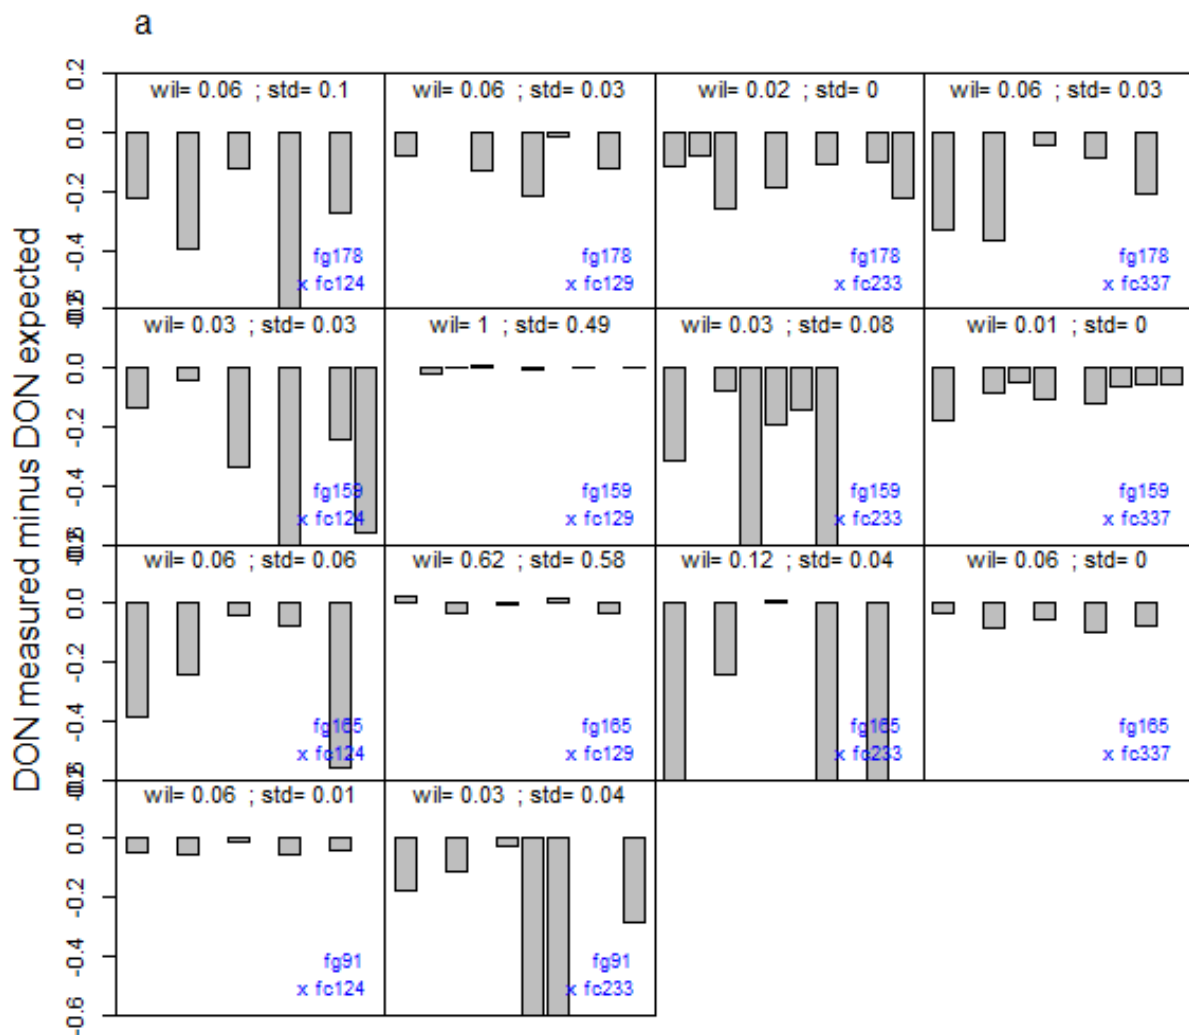 a
DON measured minus DON expected
0.2
0.0
-0.2
-0.4
wil= 0.06 ; std= 0.1
fg178
x fc124
wil= 0.06 ; std= 0.03
fg178
x fc129
wil= 0.02 ; std= 0
fg178
x fc233
wil= 0.06 ; std= 0.03
fg178
x fc337
0.0
-0.2
-0.4
wil= 0.03 ; std= 0.03
fg159
x fc124
wil= 1 ; std= 0.49
fg159
x fc129
wil= 0.03 ; std= 0.08
fg159
x fc233
wil= 0.01 ; std= 0
fg159
x fc337
0.0
-0.2
-0.4
wil= 0.06 ; std= 0.06
fg165
x fc124
wil= 0.62 ; std= 0.58
fg165
x fc129
wil= 0.12 ; std= 0.04
fg165
x fc233
wil= 0.06 ; std= 0
fg165
x fc337
0.0
-0.2
-0.4
-0.6
wil= 0.06 ; std= 0.01
fg91
x fc124
wil= 0.03 ; std= 0.04
fg91
x fc233